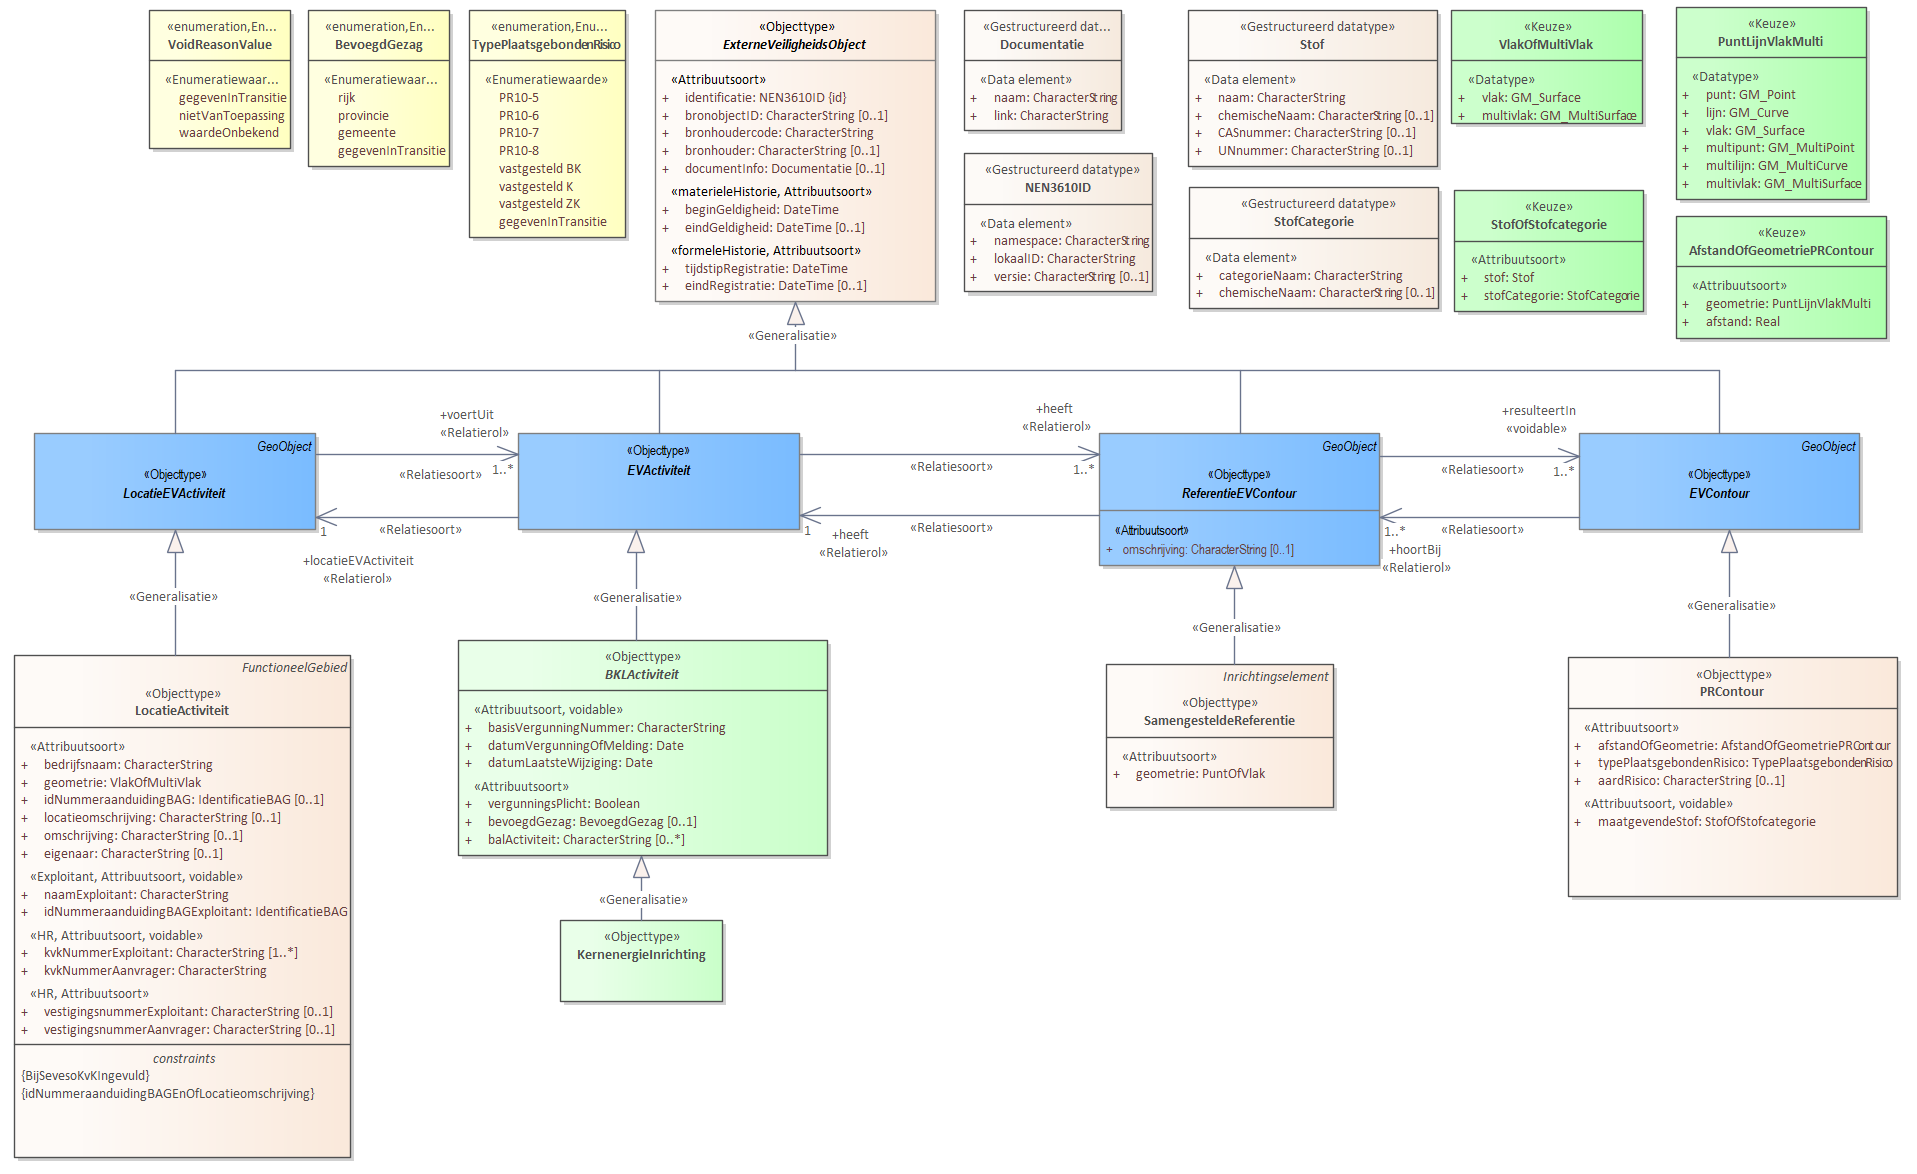 «enumeration,En...
VoidReasonValue
«Enumeratiewaar...
gegevenInTransitie
nietVanToepassing
waardeOnbekend
«enumeration,Enu...
BevoegdGezag
«Enumeratiewaar...
rijk
provincie
gemeente
gegevenInTransitie
«enumeration,Enu...
TypePlaatsgebondenRisico
«Enumeratiewaarde»
PR10-5
PR10-6
PR10-7
PR10-8
vastgesteld BK
vastgesteld K
vastgesteld ZK
gegevenInTransitie
«Objecttype»
ExterneVeiligheidsObject
«Attribuutsoort»
+ identificatie: NEN3610ID {id}
+ bronobjectID: CharacterString [0..1]
+ bronhoudercode: CharacterString
+ bronhouder: CharacterString [0..1]
+ documentInfo: Documentatie [0..1]
«materieleHistorie, Attribuutsoort»
+ beginGeldigheid: DateTime
+ eindGeldigheid: DateTime [0..1]
«formeleHistorie, Attribuutsoort»
+ tijdstipRegistratie: DateTime
+ eindRegistratie: DateTime [0..1]
«Gestructureerd dat...
Documentatie
«Data element»
+ naam: CharacterString
+ link: CharacterString
«Gestructureerd datatype»
NEN3610ID
«Data element»
+ namespace: CharacterString
+ lokaalID: CharacterString
+ versie: CharacterString [0..1]
«Gestructureerd datatype»
Stof
«Data element»
+ naam: CharacterString
+ chemischeNaam: CharacterString [0..1]
+ CASnummer: CharacterString [0..1]
+ UNnummer: CharacterString [0..1]
«Gestructureerd datatype»
StofCategorie
«Data element»
+ categorieNaam: CharacterString
+ chemischeNaam: CharacterString [0..1]
«Keuze»
VlakOfMultiVlak
«Datatype»
+ vlak: GM_Surface
+ multivlak: GM_MultiSurface
«Keuze»
StofOfStofcategorie
«Attribuutsoort»
+ stof: Stof
+ stofCategorie: StofCategorie
«Keuze»
PuntLijnVlakMulti
«Datatype»
+ punt: GM_Point
+ lijn: GM_Curve
+ vlak: GM_Surface
+ multipunt: GM_MultiPoint
+ multilijn: GM_MultiCurve
+ multivlak: GM_MultiSurface
«Keuze»
AfstandOfGeometriePRContour
«Attribuutsoort»
+ geometrie: PuntLijnVlakMulti
+ afstand: Real
«Generalisatie»
GeoObject
«Objecttype»
LocatieEVActiviteit
+voertUit
«Relatierol»
«Relatiesoort»
1..*
«Relatiesoort»
1
+locatieEVActiviteit
«Relatierol»
«Objecttype»
EVActiviteit
+heeft
«Relatierol»
«Relatiesoort»
1..*
«Relatiesoort»
1
+heeft
«Relatierol»
GeoObject
«Objecttype»
ReferentieEVContour
«Attribuutsoort»
+ omschrijving: CharacterString [0..1]
+resulteertIn
«voidable»
«Relatiesoort»
1..*
«Relatiesoort»
1..*
+hoortBij
«Relatierol»
GeoObject
«Objecttype»
EVContour
«Generalisatie»
«Generalisatie»
«Generalisatie»
«Generalisatie»
FunctioneelGebied
«Objecttype»
LocatieActiviteit
«Attribuutsoort»
+ bedrijfsnaam: CharacterString
+ geometrie: VlakOfMultiVlak
+ idNummeraanduidingBAG: IdentificatieBAG [0..1]
+ locatieomschrijving: CharacterString [0..1]
+ omschrijving: CharacterString [0..1]
+ eigenaar: CharacterString [0..1]
«Exploitant, Attribuutsoort, voidable»
+ naamExploitant: CharacterString
+ idNummeraanduidingBAGExploitant: IdentificatieBAG
«HR, Attribuutsoort, voidable»
+ kvkNummerExploitant: CharacterString [1..*]
+ kvkNummerAanvrager: CharacterString
«HR, Attribuutsoort»
+ vestigingsnummerExploitant: CharacterString [0..1]
+ vestigingsnummerAanvrager: CharacterString [0..1]
constraints
{BijSevesoKvKIngevuld}
{idNummeraanduidingBAGEnOfLocatieomschrijving}
«Objecttype»
BKLActiviteit
«Attribuutsoort, voidable»
+ basisVergunningNummer: CharacterString
+ datumVergunningOfMelding: Date
+ datumLaatsteWijziging: Date
«Attribuutsoort»
+ vergunningsPlicht: Boolean
+ bevoegdGezag: BevoegdGezag [0..1]
+ balActiviteit: CharacterString [0..*]
«Generalisatie»
«Objecttype»
KernenergieInrichting
Inrichtingselement
«Objecttype»
SamengesteldeReferentie
«Attribuutsoort»
+ geometrie: PuntOfVlak
«Objecttype»
PRContour
«Attribuutsoort»
+ afstandOfGeometrie: AfstandOfGeometriePRContour
+ typePlaatsgebondenRisico: TypePlaatsgebondenRisico
+ aardRisico: CharacterString [0..1]
«Attribuutsoort, voidable»
+ maatgevendeStof: StofOfStofcategorie